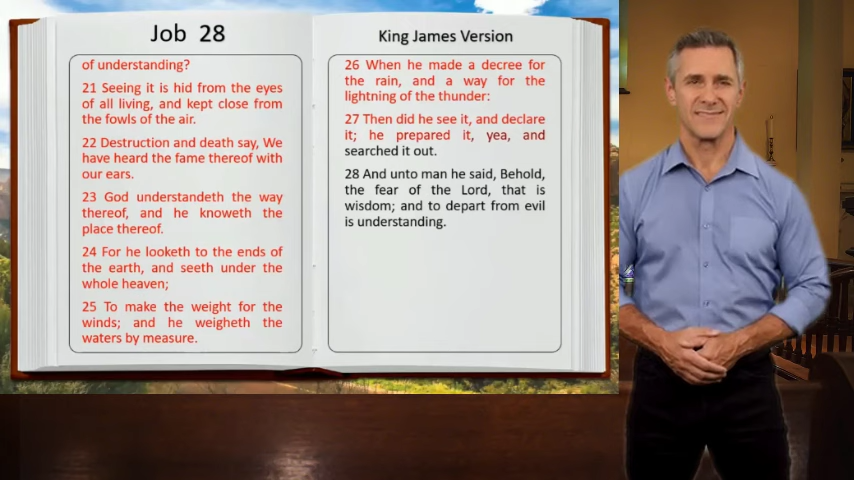 Job 28
of understanding?
21 Seeing it is hid from the eyes
of all living, and kept close from
the fowls of the air.
22 Destruction and death say, We
have heard the fame thereof with
our ears.
23 God understandeth the way
thereof, and he knoweth the
place thereof.
24 For he looketh to the ends of
the earth, and seeth under the
whole heaven;
25 To make the weight for the
winds; and he weigheth the
waters by measure.
King James Version
26 When he made a decree for
the rain, and a way for the
lightning of the thunder:
27 Then did he see it, and declare
it; he prepared it, yea, and
searched it out.
28 And unto man he said, Behold,
the fear of the Lord, that is
wisdom; and to depart from evil
is understanding.